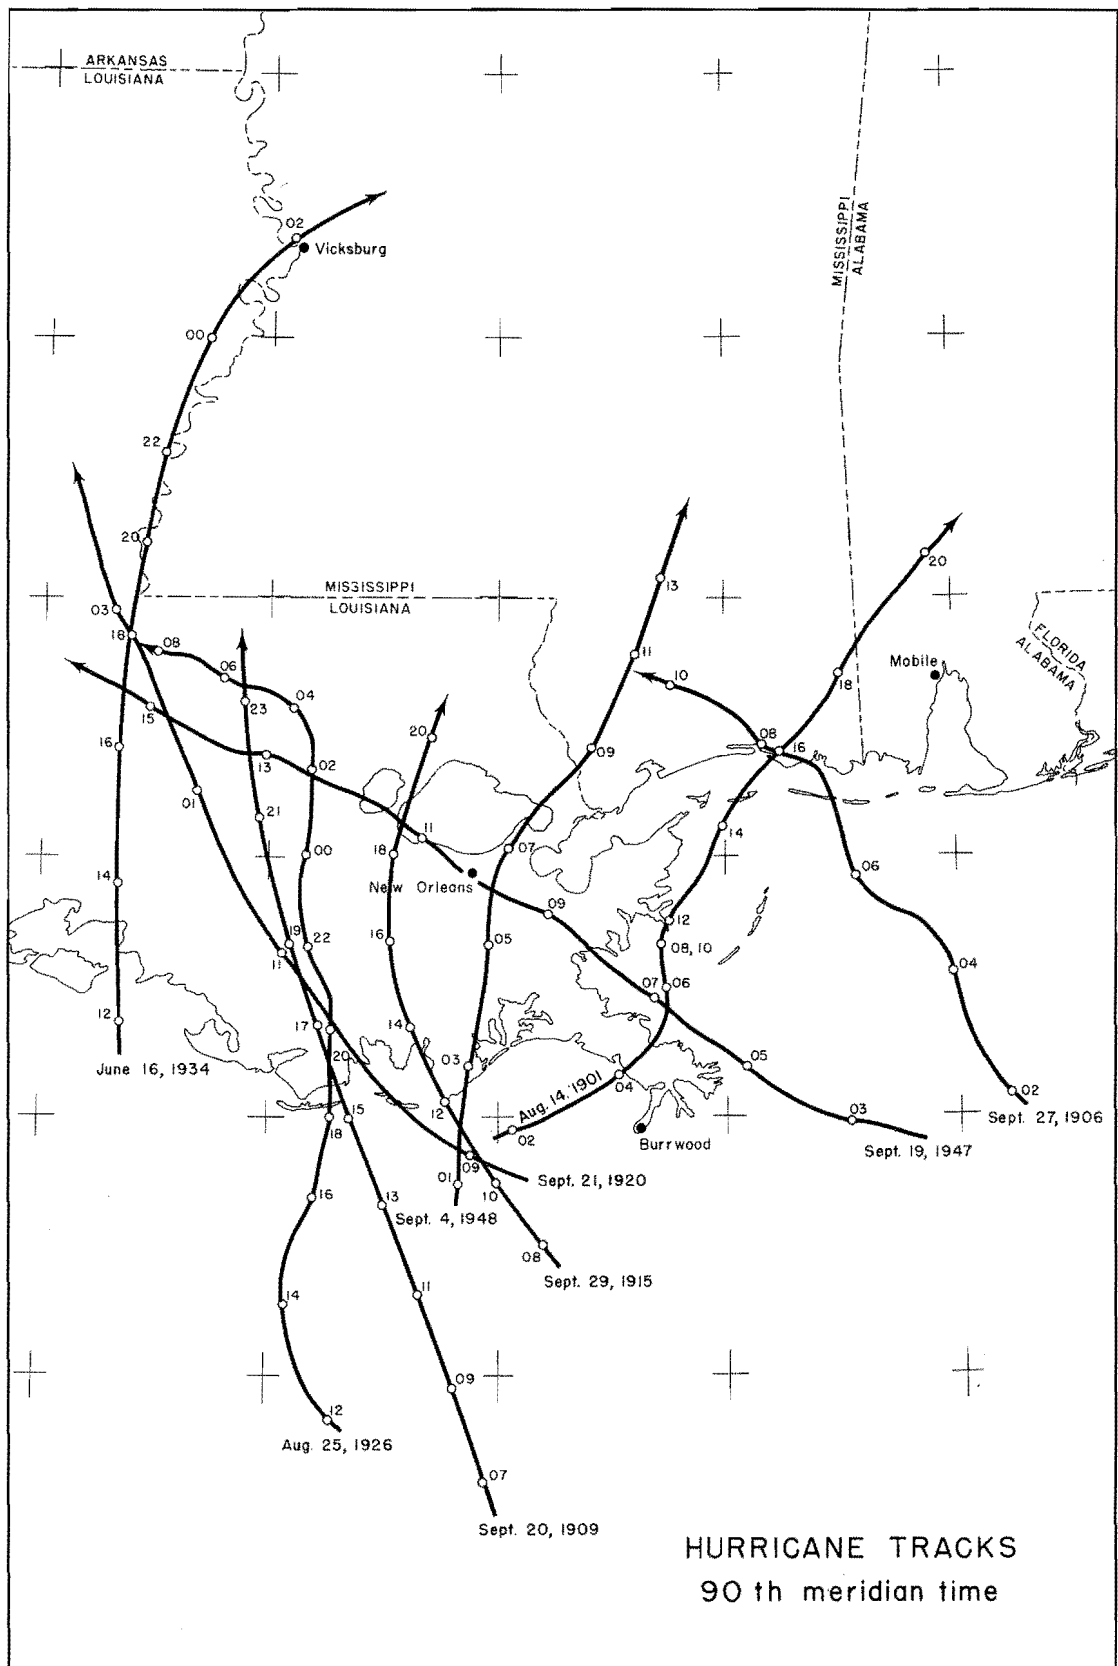 ARKANSAS
LOUISIANA
MISSISSIPPI
ALABAMA
02
Vicksburg
00
22
20
03
18
08
MISSISSIPPI
LOUISIANA
13
20
FLORIDA
ALABAMA
Mobile
06
23
04
11
10
18
15
16
20
13
02
09
08
16
01
21
11
14
18
07
00
14
New Orleans
06
09
12
19
11
22
16
05
08, 10
04
07
06
12
17
14
20
03
05
June 16, 1934
Aug. 14, 1901
04
02
Sept. 27, 1906
15
18
12
02
Burrwood
03
Sept. 19, 1947
09
Sept. 21, 1920
01
10
16
13
Sept. 4, 1948
08
Sept. 29, 1915
14
11
09
12
Aug. 25, 1926
07
Sept. 20, 1909
HURRICANE TRACKS
90 th meridian time